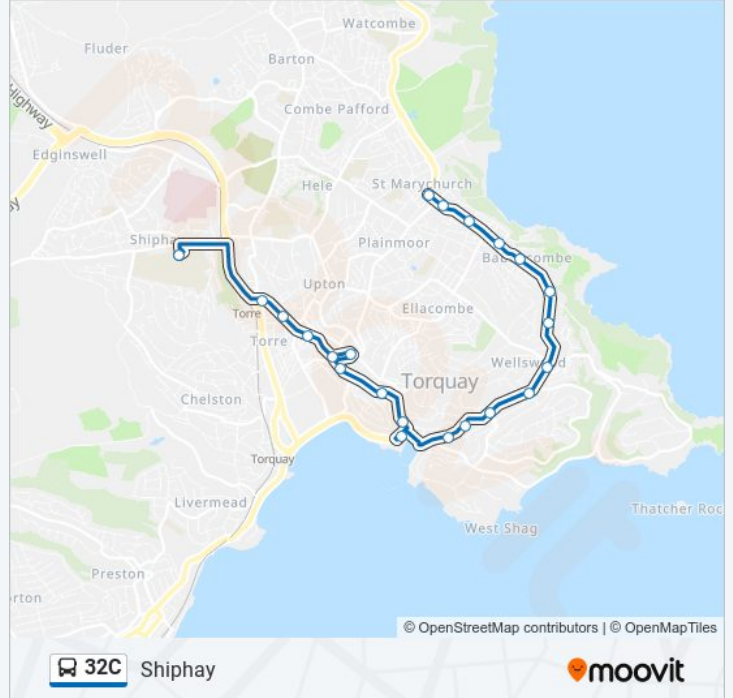 Watcombe
Fluder
Barton
Highway
Combe Pafford
Edginswell
Hele
St Marychurch
Shiphay
Plainmoor
Upton
Ellacombe
Torre
Torre
Wellswood
Torquay
Chelston
Torquay
Livermead
Thatcher Roc
West Shag
Preston
rton
© OpenStreetMap contributors | © OpenMapTiles
32C Shiphay
moovit